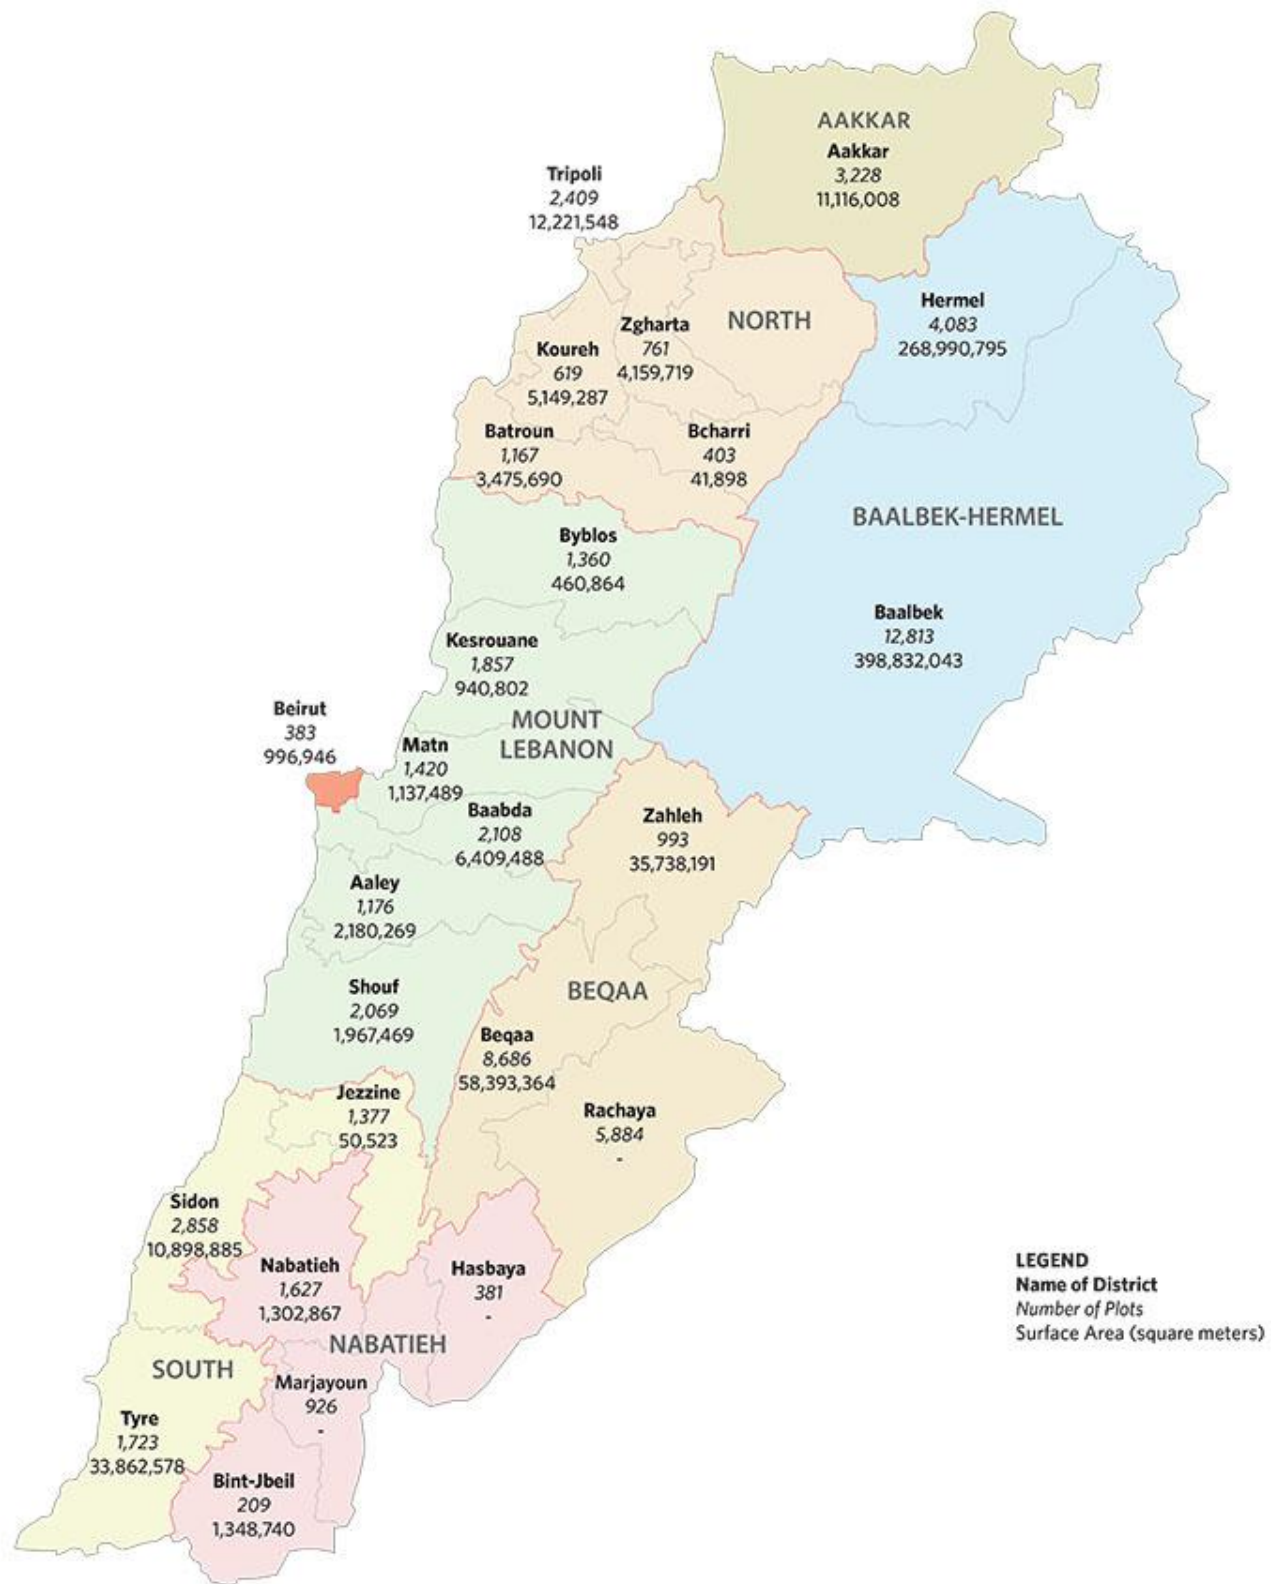 AAKKAR
Aakkar
3,228
11,116,008
Tripoli
2,409
12,221,548
Hermel
4,083
268,990,795
NORTH
Zgharta
761
4,159,719
Koureh
619
5,149,287
Batroun
1,167
3,475,690
Bcharri
403
41,898
BAALBEK-HERMEL
Byblos
1,360
460,864
Baalbek
12,813
398,832,043
Kesrouane
1,857
940,802
Beirut
383
996,946
MOUNT
LEBANON
Matn
1,420
1,137,489
Baabda
2,108
6,409,488
Zahleh
993
35,738,191
Aaley
1,176
2,180,269
Shouf
2,069
1,967,469
BEQAA
Beqaa
8,686
58,393,364
Jezzine
1,377
50,523
Rachaya
5,884
-
Sidon
2,858
10,898,885
Nabatieh
1,627
1,302,867
Hasbaya
381
-
NABATIEH
SOUTH
Marjayoun
926
-
Tyre
1,723
33,862,578
Bint-Jbeil
209
1,348,740
LEGEND
Name of District
Number of Plots
Surface Area (square meters)